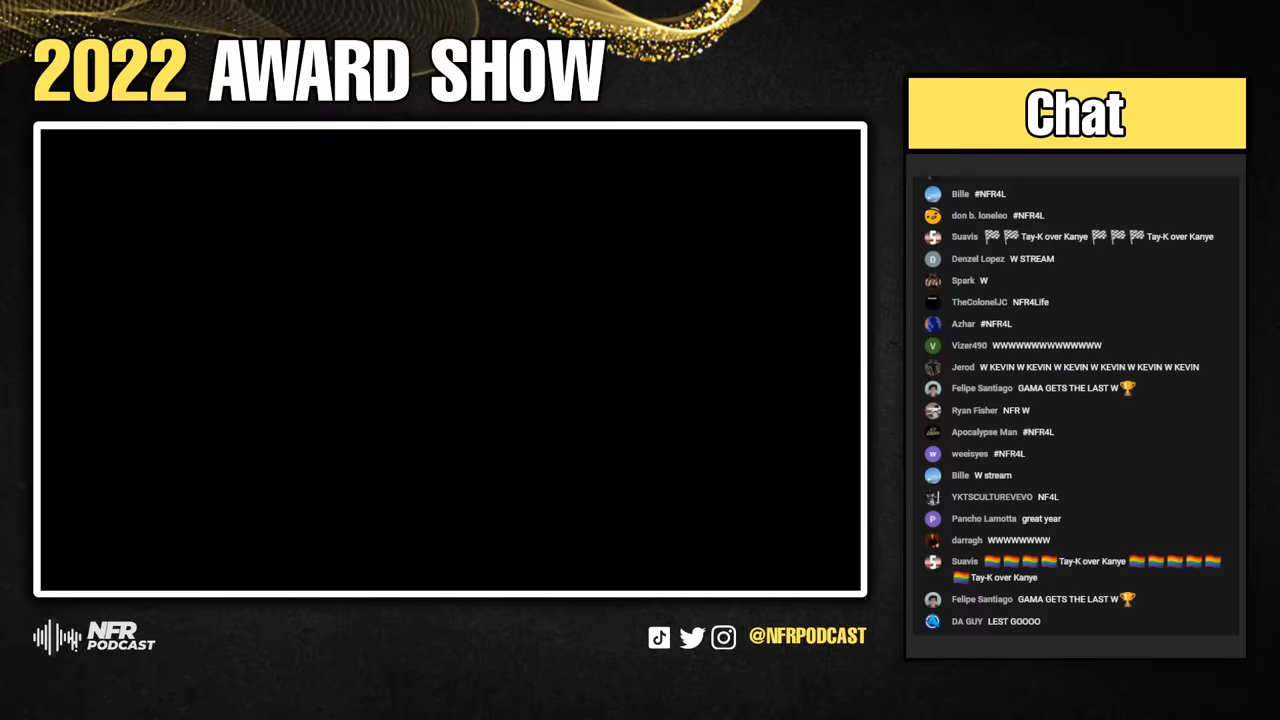 2022 AWARD SHOW
Chat
Bille #NFR4L
don b. loneleo #NFR4L
Suavis 🏁 🏁 Tay-K over Kanye 🏁 🏁 🏁 Tay-K over Kanye
Denzel Lopez W STREAM
Spark W
TheColonelJC NFR4Life
Azhar #NFR4L
Vizer490 WWWWWWWWWWWWWWW
Jerod W KEVIN W KEVIN W KEVIN W KEVIN W KEVIN W KEVIN
Felipe Santiago GAMA GETS THE LAST W 🏆
Ryan Fisher NFR W
Apocalypse Man #NFR4L
weeisyes #NFR4L
Bille W stream
YKTSCULTUREVEVO NF4L
Pancho Lamotta great year
darragh WWWWWWWW
Suavis 🏳️‍🌈 🏳️‍🌈 🏳️‍🌈 🏳️‍🌈 Tay-K over Kanye 🏳️‍🌈 🏳️‍🌈 🏳️‍🌈 🏳️‍🌈 🏳️‍🌈
🏳️‍🌈 Tay-K over Kanye
Felipe Santiago GAMA GETS THE LAST W 🏆
DA GUY LEST GOOOO
NFR
PODCAST
@NFRPODCAST